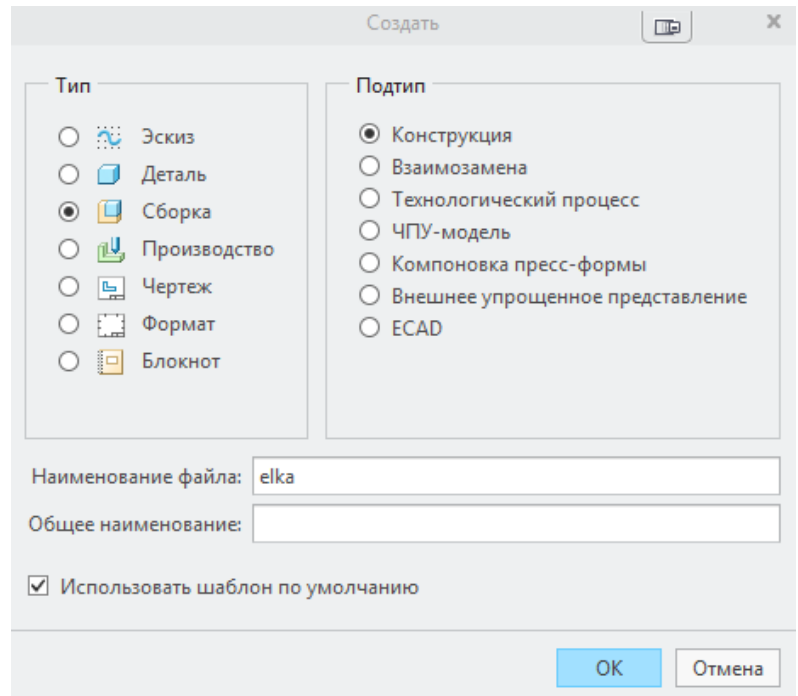 Создать
Тип
Эскиз
Деталь
Сборка
Производство
Чертеж
Формат
Блокнот
Подтип
Конструкция
Взаимозамена
Технологический процесс
ЧПУ-модель
Компоновка пресс-формы
Внешнее упрощенное представление
ECAD
Наименование файла: elka
Общее наименование:
Использовать шаблон по умолчанию
OK Отмена